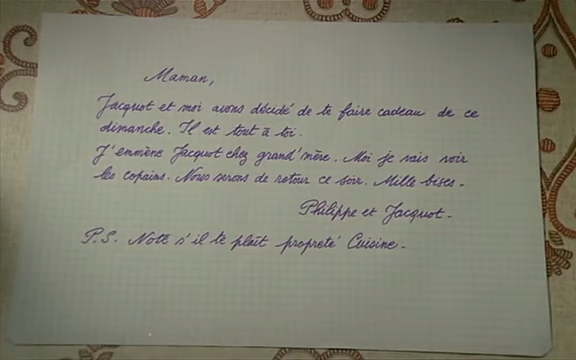 Maman,
Jacquot et moi avons décidé de te faire cadeau de ce
dimanche. Il est tout à toi.
J'emmène Jacquot chez grand'mère. Moi je vais voir
les copains. Nous serons de retour ce soir. Mille bises.
Philippe et Jacquot.
P.S. Note s'il te plaît propreté Cuisine.